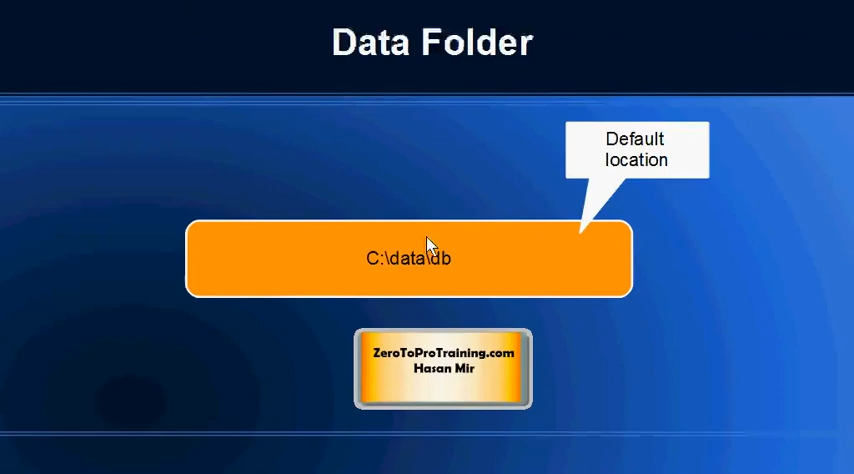 Data Folder
Default
location
C:\data\db
ZeroToProTraining.com
Hasan Mir